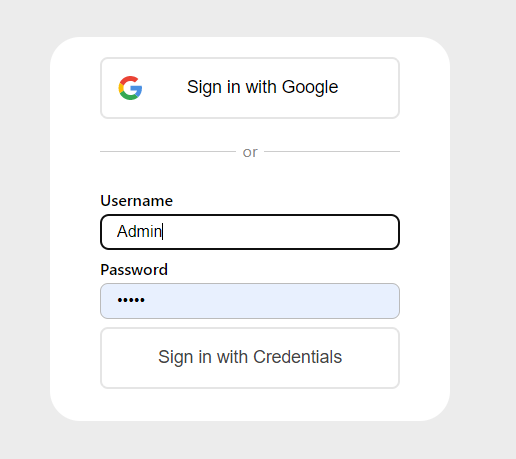 Sign in with Google
or
Username
Admin
Password
•••••
Sign in with Credentials